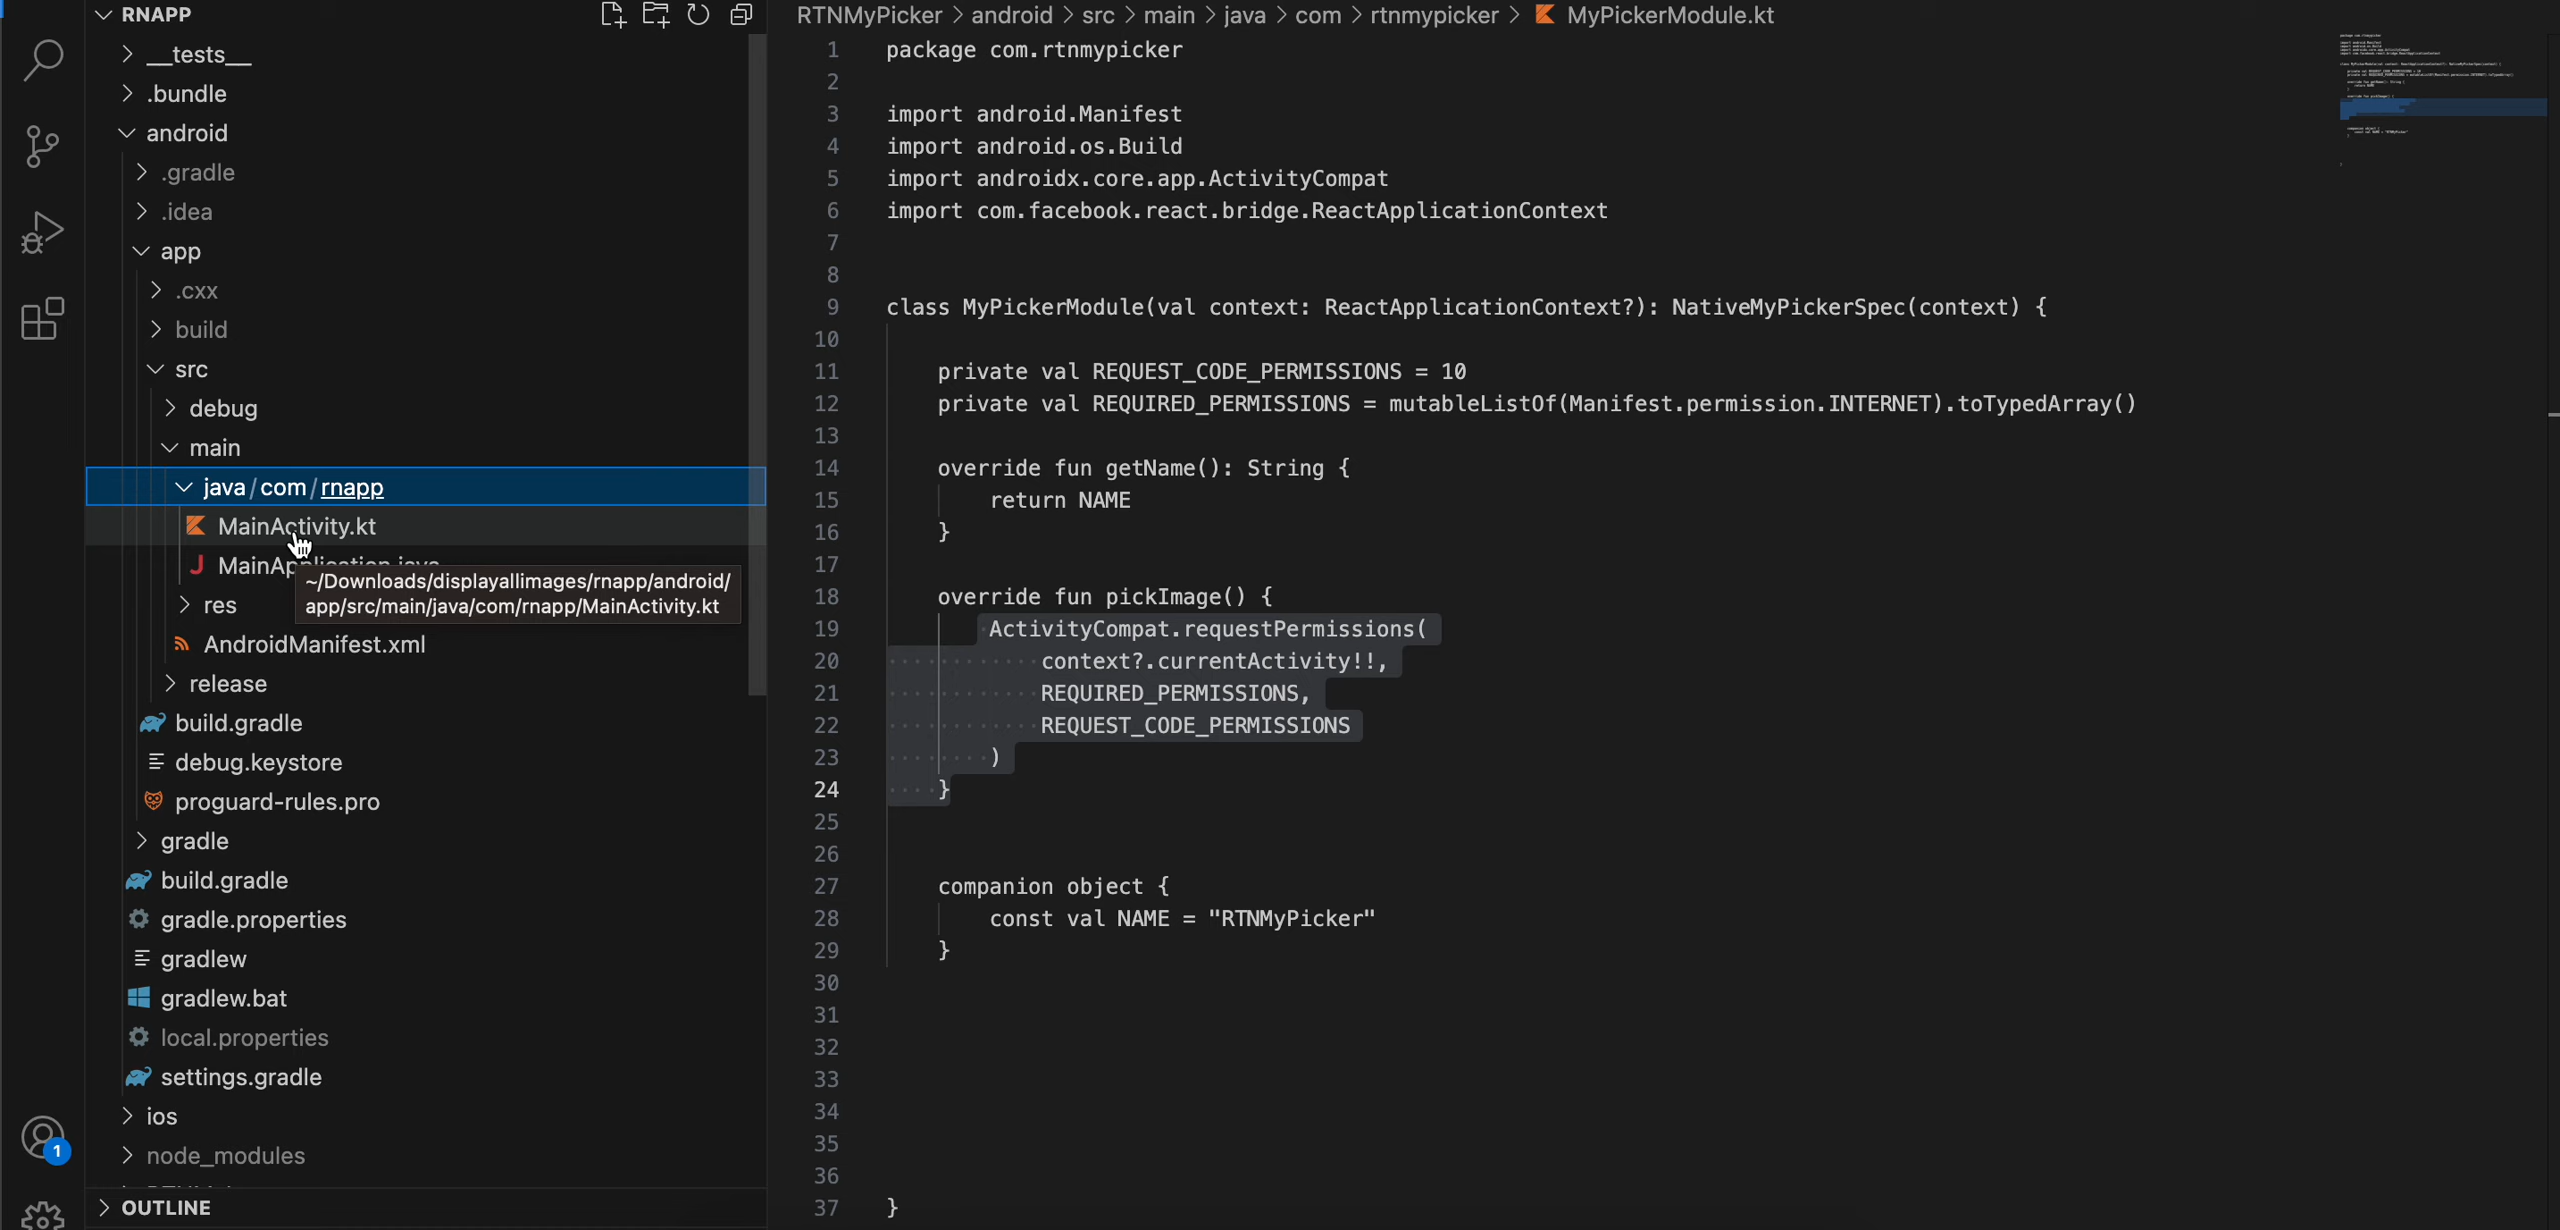 RNAPP
__tests__
.bundle
android
.gradle
.idea
app
.cxx
build
src
debug
main
java/com/rnapp
MainActivity.kt
~/Downloads/displayallimages/rnapp/android/
app/src/main/java/com/rnapp/MainActivity.kt
res
AndroidManifest.xml
release
build.gradle
debug.keystore
proguard-rules.pro
gradle
build.gradle
gradle.properties
gradlew
gradlew.bat
local.properties
settings.gradle
ios
node_modules
OUTLINE
1
RTNMyPicker > android > src > main > java > com > rtnmypicker > MyPickerModule.kt
1 package com.rtnmypicker
2
3 import android.Manifest
4 import android.os.Build
5 import androidx.core.app.ActivityCompat
6 import com.facebook.react.bridge.ReactApplicationContext
7
8
9 class MyPickerModule(val context: ReactApplicationContext?): NativeMyPickerSpec(context) {
10
11 private val REQUEST_CODE_PERMISSIONS = 10
12 private val REQUIRED_PERMISSIONS = mutableListOf(Manifest.permission.INTERNET).toTypedArray()
13
14 override fun getName(): String {
15 return NAME
16 }
17
18 override fun pickImage() {
19 ActivityCompat.requestPermissions(
20 context?.currentActivity!!,
21 REQUIRED_PERMISSIONS,
22 REQUEST_CODE_PERMISSIONS
23 )
24 }
25
26
27 companion object {
28 const val NAME = "RTNMyPicker"
29 }
30
31
32
33
34
35
36
37 }